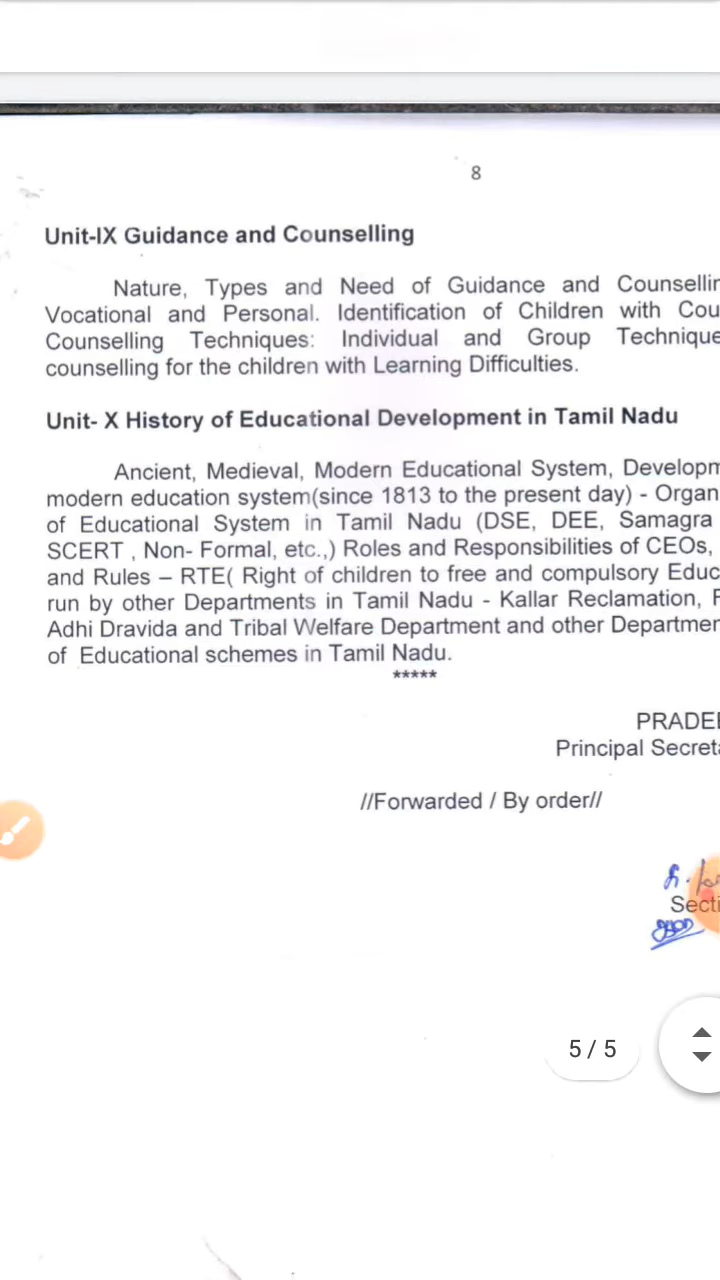 8
Unit-IX Guidance and Counselling
Nature, Types and Need of Guidance and Counsellin
Vocational and Personal. Identification of Children with Cou
Counselling Techniques: Individual and Group Technique
counselling for the children with Learning Difficulties.
Unit- X History of Educational Development in Tamil Nadu
Ancient, Medieval, Modern Educational System, Developm
modern education system(since 1813 to the present day) - Organ
of Educational System in Tamil Nadu (DSE, DEE, Samagra
SCERT , Non- Formal, etc.,) Roles and Responsibilities of CEOs,
and Rules – RTE( Right of children to free and compulsory Educ
run by other Departments in Tamil Nadu - Kallar Reclamation, F
Adhi Dravida and Tribal Welfare Department and other Departmen
of Educational schemes in Tamil Nadu.
*****
PRADEE
Principal Secreta
//Forwarded / By order//
Secti
5 / 5